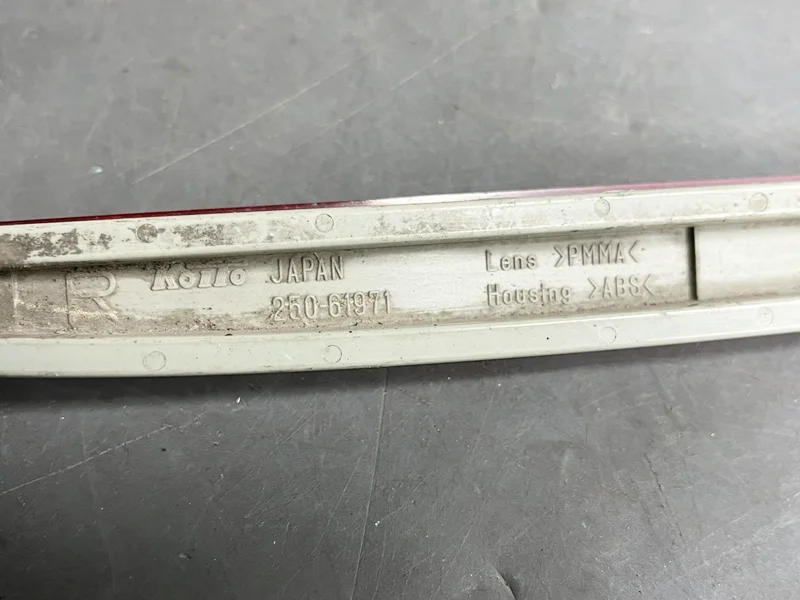 R KOITO JAPAN
250-61971
Lens >PMMA<
Housing >ABS<